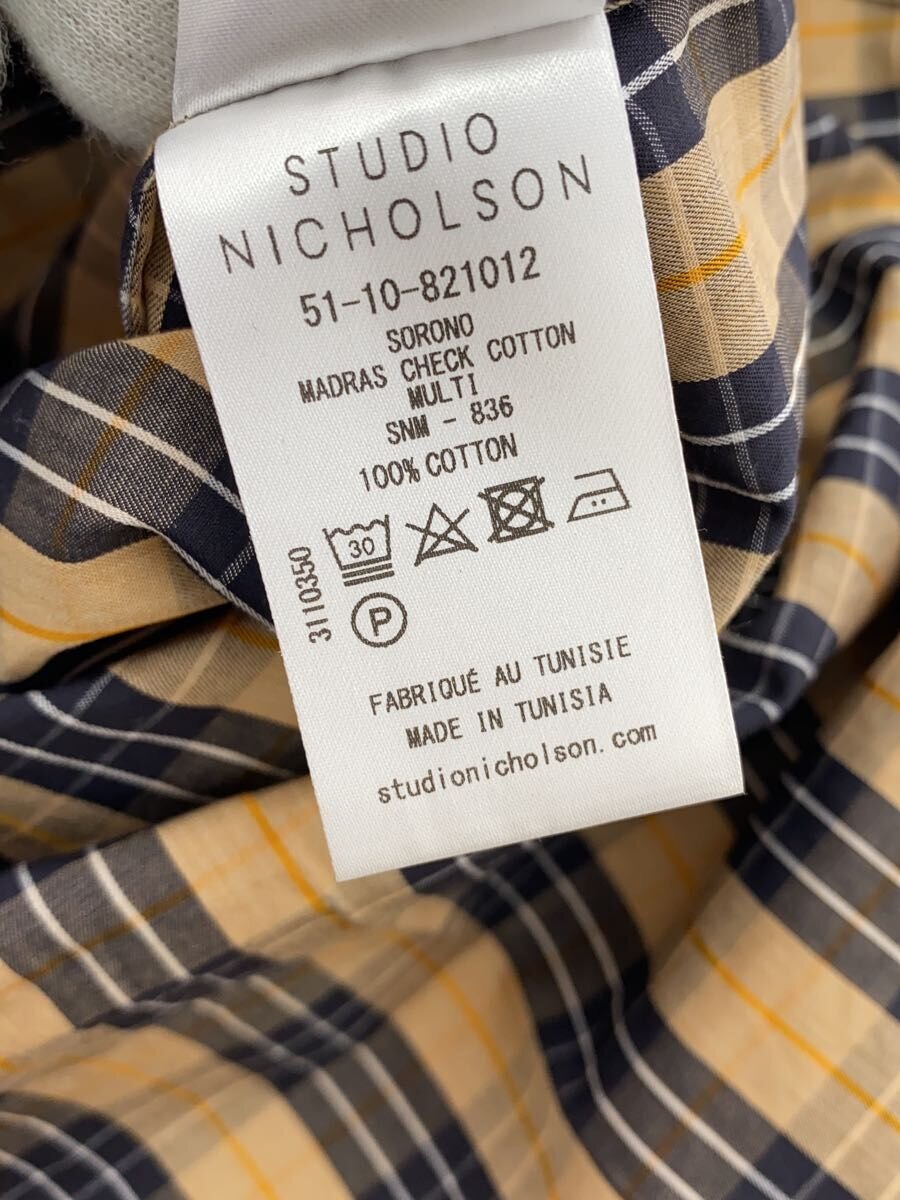 STUDIO
NICHOLSON
51-10-821012
SORONO
MADRAS CHECK COTTON
MULTI
SNM - 836
100% COTTON
3110350
30
P
FABRIQUÉ AU TUNISIE
MADE IN TUNISIA
studionicholson.com